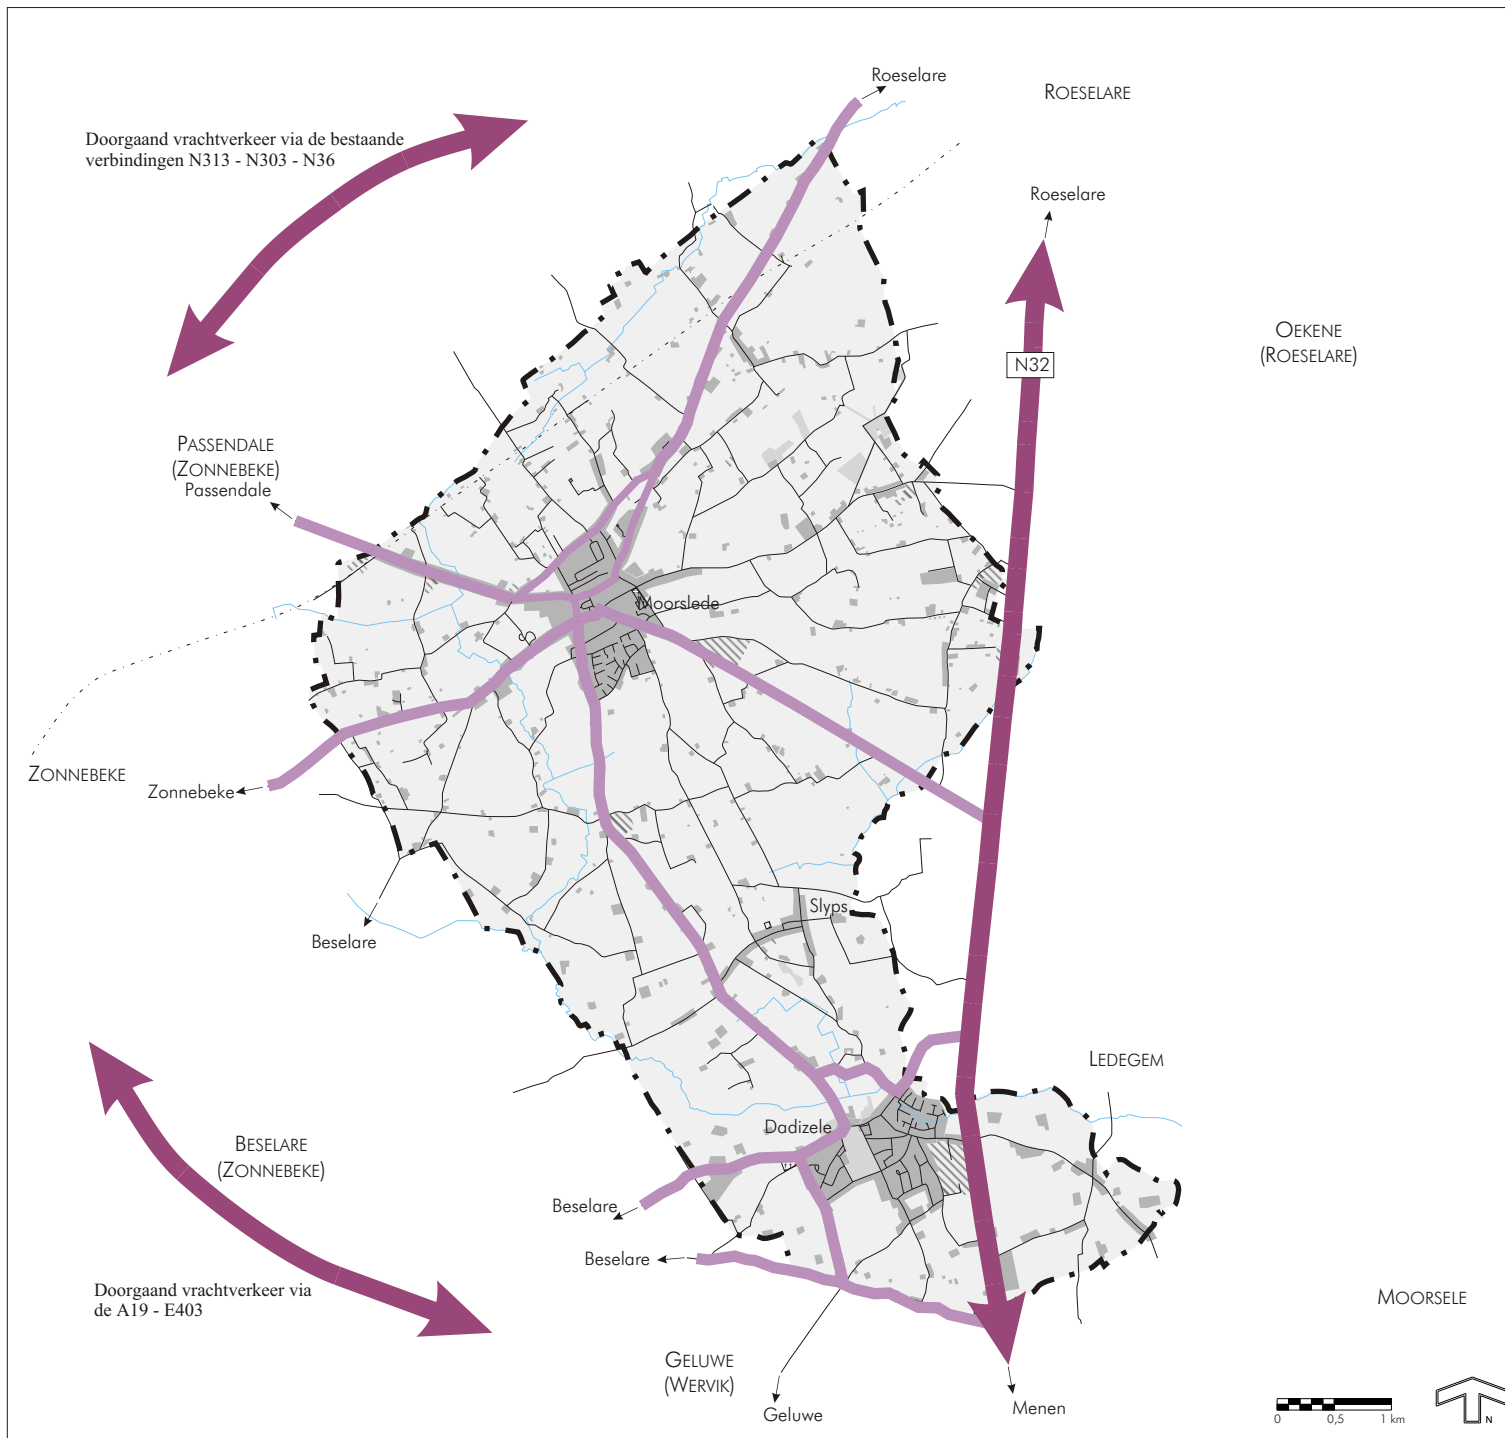 Roeselare
ROESELARE
Doorgaand vrachtverkeer via de bestaande
verbindingen N313 - N303 - N36
Roeselare
OEKENE
(ROESELARE)
N32
PASSENDALE
(ZONNEBEKE)
Passendale
Moorslede
ZONNEBEKE
Zonnebeke
Slyps
Beselare
LEDEGEM
Dadizele
BESELARE
(ZONNEBEKE)
Beselare
Beselare
Doorgaand vrachtverkeer via
de A19 - E403
MOORSELE
GELUWE
(WERVIK)
Geluwe
Menen
0 0,5 1 km
N